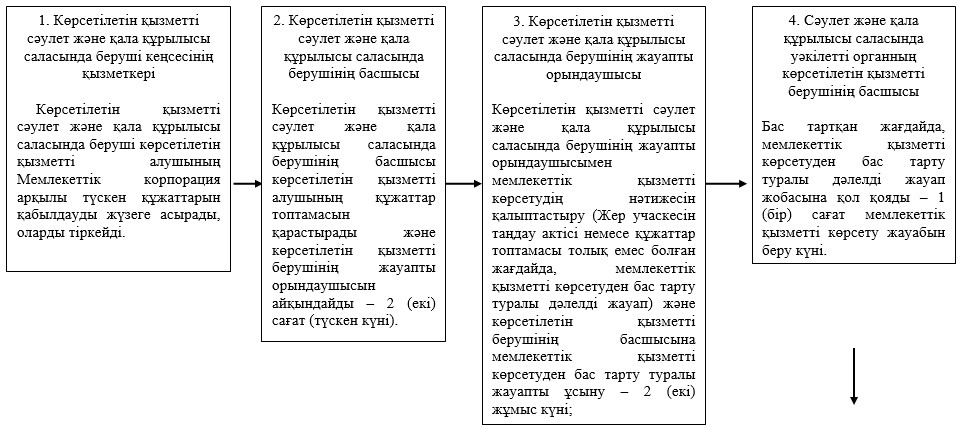 1. Көрсетілетін қызметті
сәулет және қала құрылысы
саласында беруші кеңсесінің
қызметкері
Көрсетілетін қызметті
сәулет және қала құрылысы
саласында беруші көрсетілетін
қызметті алушының
Мемлекеттік корпорация
арқылы түскен құжаттарын
қабылдауды жүзеге асырады,
оларды тіркейді.
2. Көрсетілетін қызметті
сәулет және қала
құрылысы саласында
берушінің басшысы
Көрсетілетін қызметті
сәулет және қала
құрылысы саласында
берушінің басшысы
көрсетілетін қызметті
алушының құжаттар
топтамасын
қарастырады және
көрсетілетін қызметті
берушінің жауапты
орындаушысын
айқындайды – 2 (екі)
сағат (түскен күні).
3. Көрсетілетін қызметті
сәулет және қала құрылысы
саласында берушінің жауапты
орындаушысы
Көрсетілетін қызметті сәулет
және қала құрылысы
саласында берушінің жауапты
орындаушысымен
мемлекеттік қызметті
көрсетудің нәтижесін
қалыптастыру (Жер учаскесін
таңдау актісі немесе құжаттар
топтамасы толық емес болған
жағдайда, мемлекеттік
қызметті көрсетуден бас тарту
туралы дәлелді жауап) және
көрсетілетін қызметті
берушінің басшысына
мемлекеттік қызметті
көрсетуден бас тарту туралы
жауапты ұсыну – 2 (екі)
жұмыс күні;
4. Сәулет және қала
құрылысы саласында
уәкілетті органның
көрсетілетін қызметті
берушінің басшысы
Бас тартқан жағдайда,
мемлекеттік қызметті
көрсетуден бас тарту
туралы дәлелді жауап
жобасына қол қояды – 1
(бір) сағат мемлекеттік
қызметті көрсету жауабын
беру күні.